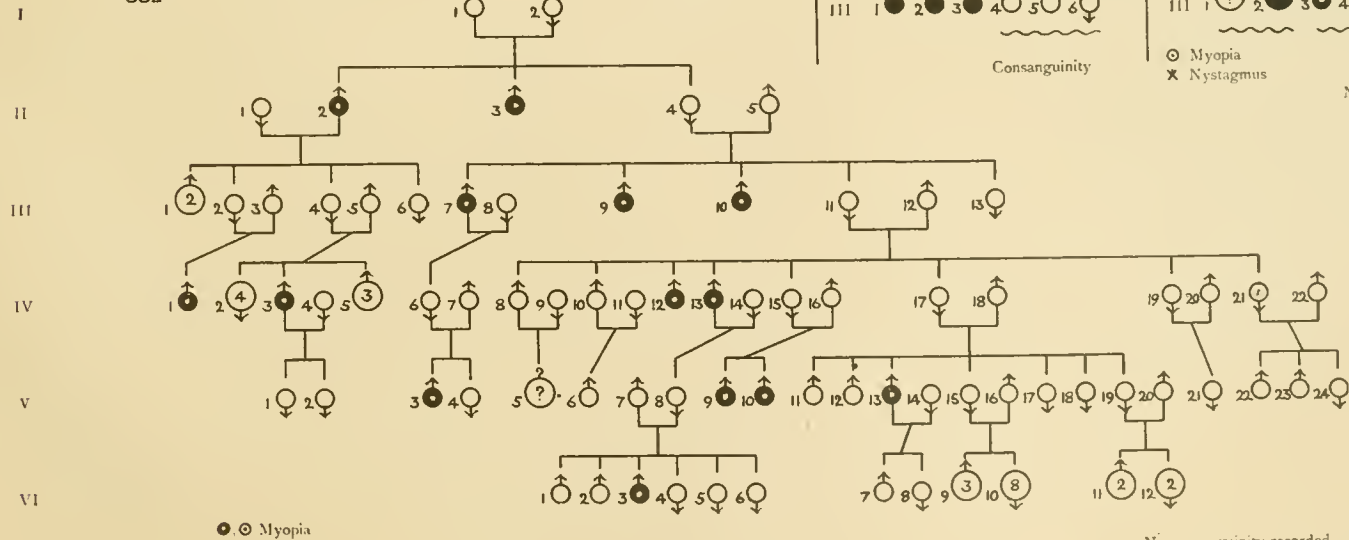 I 1 2
III 1 2 3 4 5 6
III 1 ? 2 3 4
Consanguinity
Myopia
Nystagmus
II 1 2 3 4 5
III 1 2 2 3 4 5 6 7 8 9 10 11 12 13
IV 1 2 4 3 4 5 3 6 7 8 9 10 11 12 13 14 15 16 17 18 19 20 21 22
V 1 2 3 4 5 ? 6 7 8 9 10 11 12 13 14 15 16 17 18 19 20 21 22 23 24
VI 1 2 3 4 5 6 7 8 9 3 10 8 11 2 12 2
Myopia
recorded